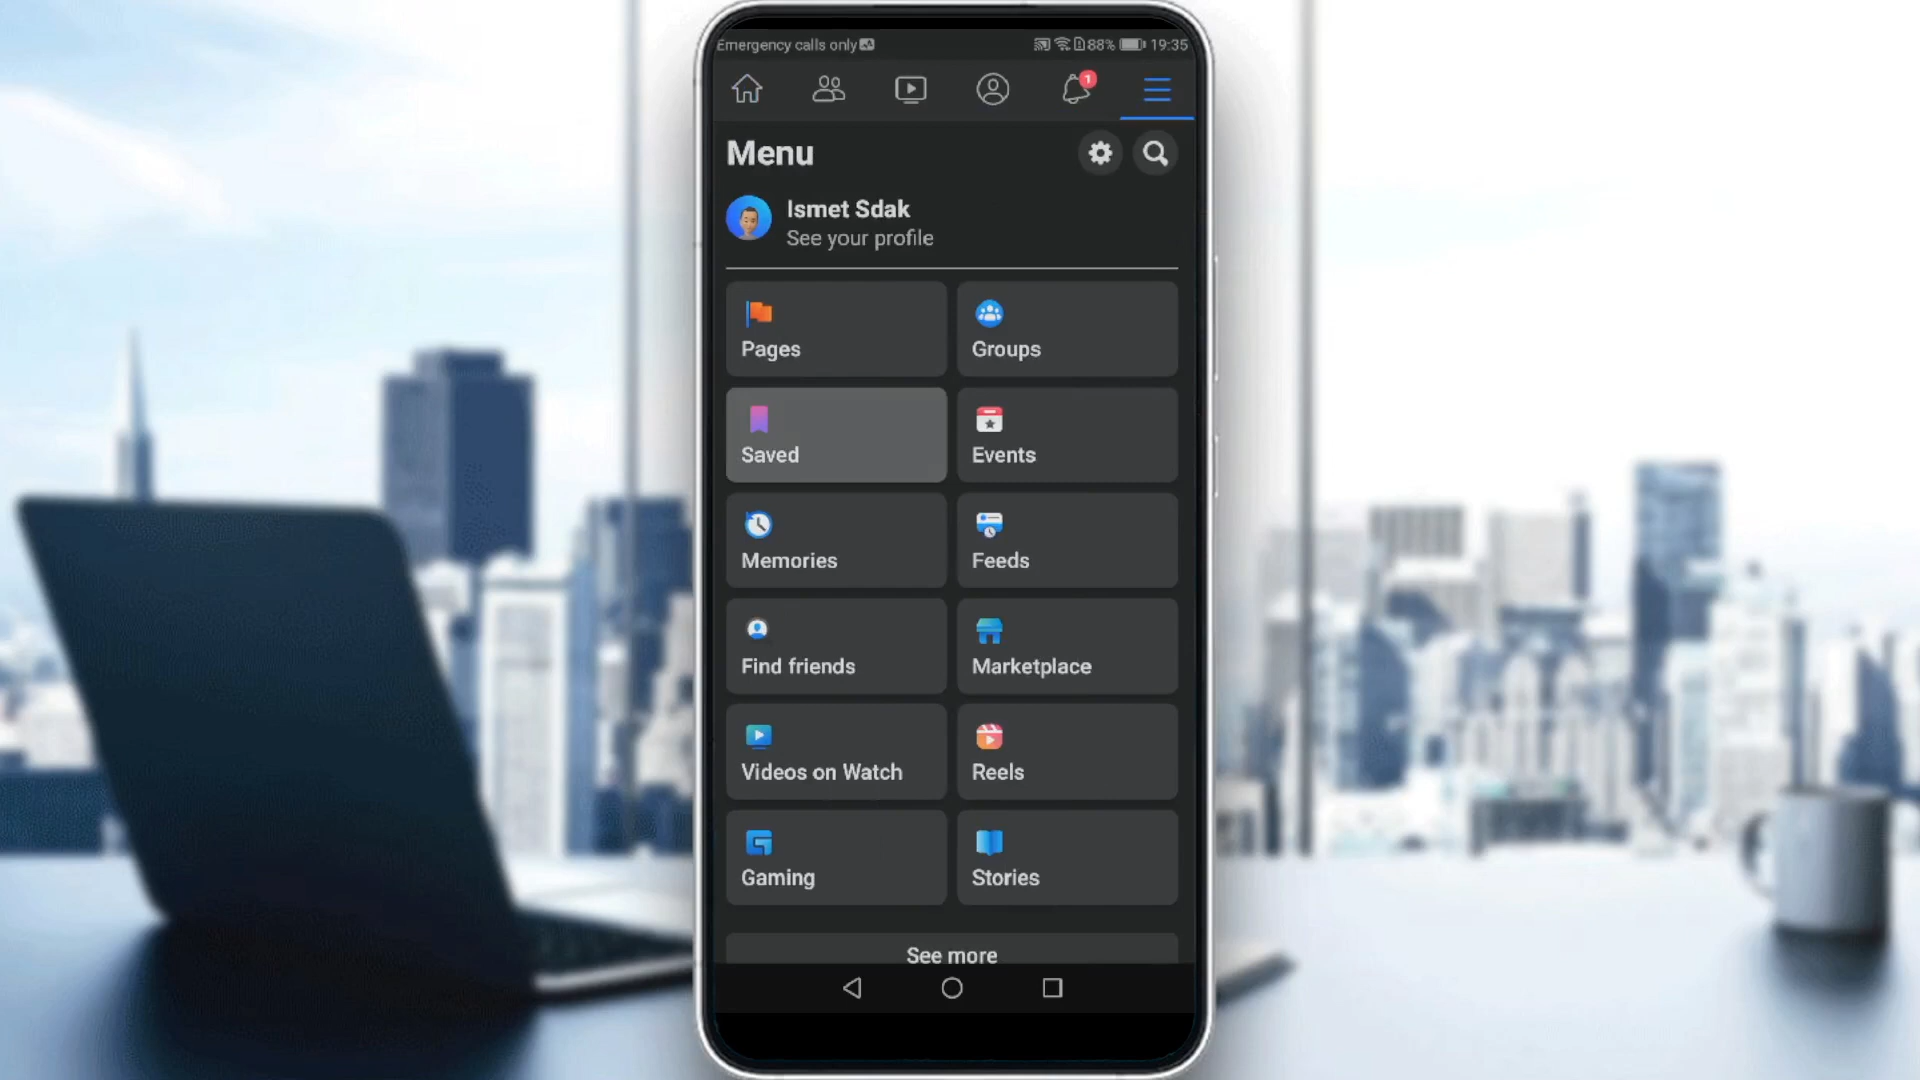 Emergency calls only 88% 19:35
1
Menu
Ismet Sdak
See your profile
Pages Groups
Saved Events
Memories Feeds
Find friends Marketplace
Videos on Watch Reels
Gaming Stories
See more